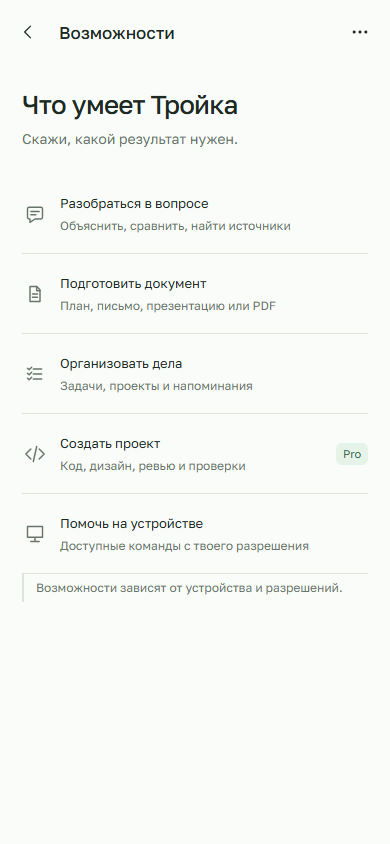 Возможности
Что умеет Тройка
Скажи, какой результат нужен.
Разобраться в вопросе
Объяснить, сравнить, найти источники
Подготовить документ
План, письмо, презентацию или PDF
Организовать дела
Задачи, проекты и напоминания
Создать проект
Код, дизайн, ревью и проверки
Pro
Помочь на устройстве
Доступные команды с твоего разрешения
Возможности зависят от устройства и разрешений.